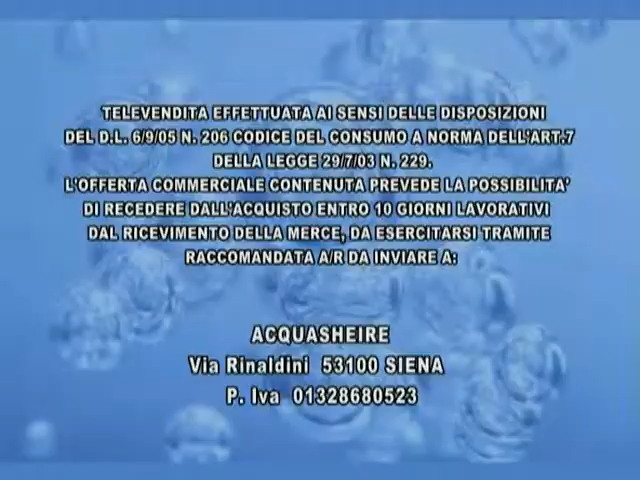 TELEVENDITA EFFETTUATA AI SENSI DELLE DISPOSIZIONI
DEL D.L. 6/9/05 N. 206 CODICE DEL CONSUMO A NORMA DELL'ART.7
DELLA LEGGE 29/7/03 N. 229.
L'OFFERTA COMMERCIALE CONTENUTA PREVEDE LA POSSIBILITA'
DI RECEDERE DALL'ACQUISTO ENTRO 10 GIORNI LAVORATIVI
DAL RICEVIMENTO DELLA MERCE, DA ESERCITARSI TRAMITE
RACCOMANDATA A/R DA INVIARE A:
ACQUASHEIRE
Via Rinaldini 53100 SIENA
P. Iva 01328680523